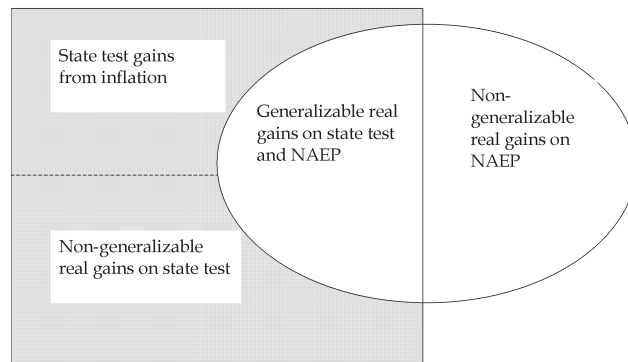 State test gains
from inflation
Generalizable real
gains on state test
and NAEP
Non-
generalizable
real gains on
NAEP
Non-generalizable
real gains on state test